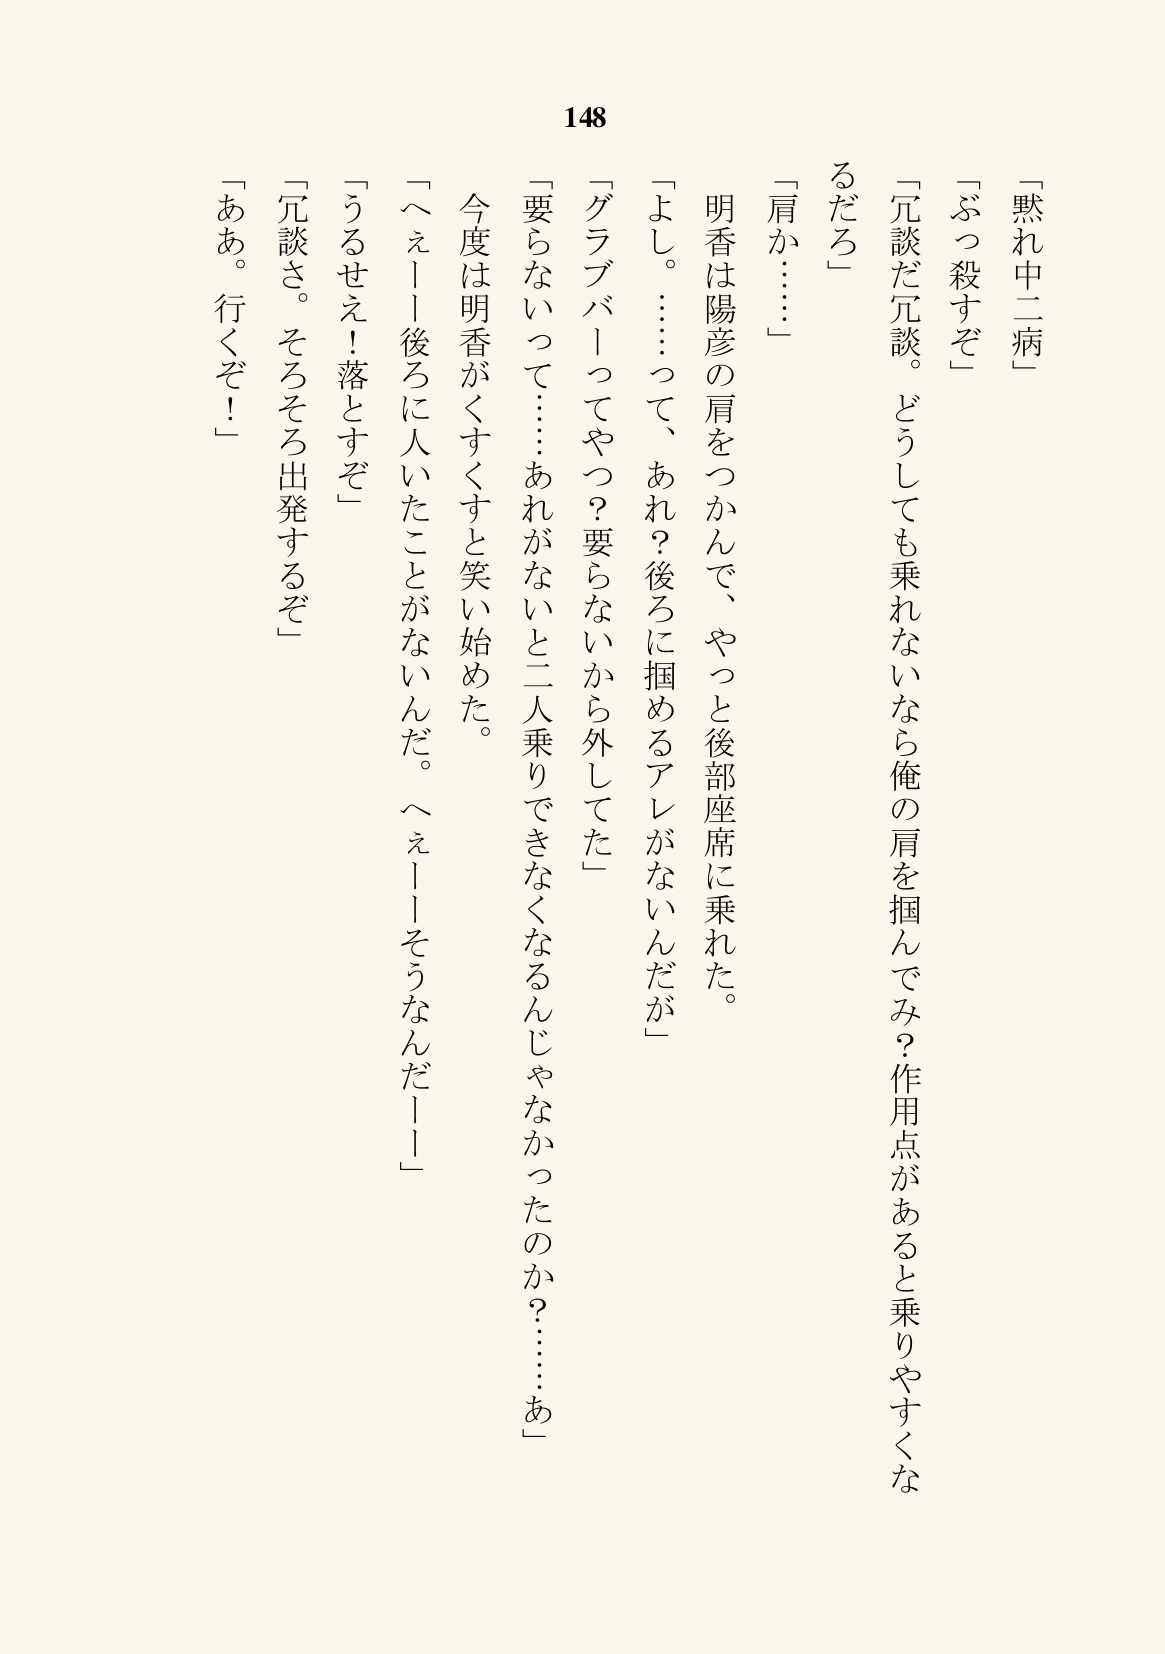 148
「黙れ中二病」
「ぶっ殺すぞ」
「冗談だ冗談。どうしても乗れないなら俺の肩を掴んでみ？作用点があると乗りやすくな
るだろ」
「肩か……」
　明香は陽彦の肩をつかんで、やっと後部座席に乗れた。
「よし。……って、あれ？後ろに掴めるアレがないんだが」
「グラブバーってやつ？要らないから外してた」
「要らないって……あれがないと二人乗りできなくなるんじゃなかったのか？……あ」
　今度は明香がくすくすと笑い始めた。
「へぇーー後ろに人いたことがないんだ。へぇーーそうなんだーー」
「うるせえ！落とすぞ」
「冗談さ。そろそろ出発するぞ」
「ああ。行くぞ！」